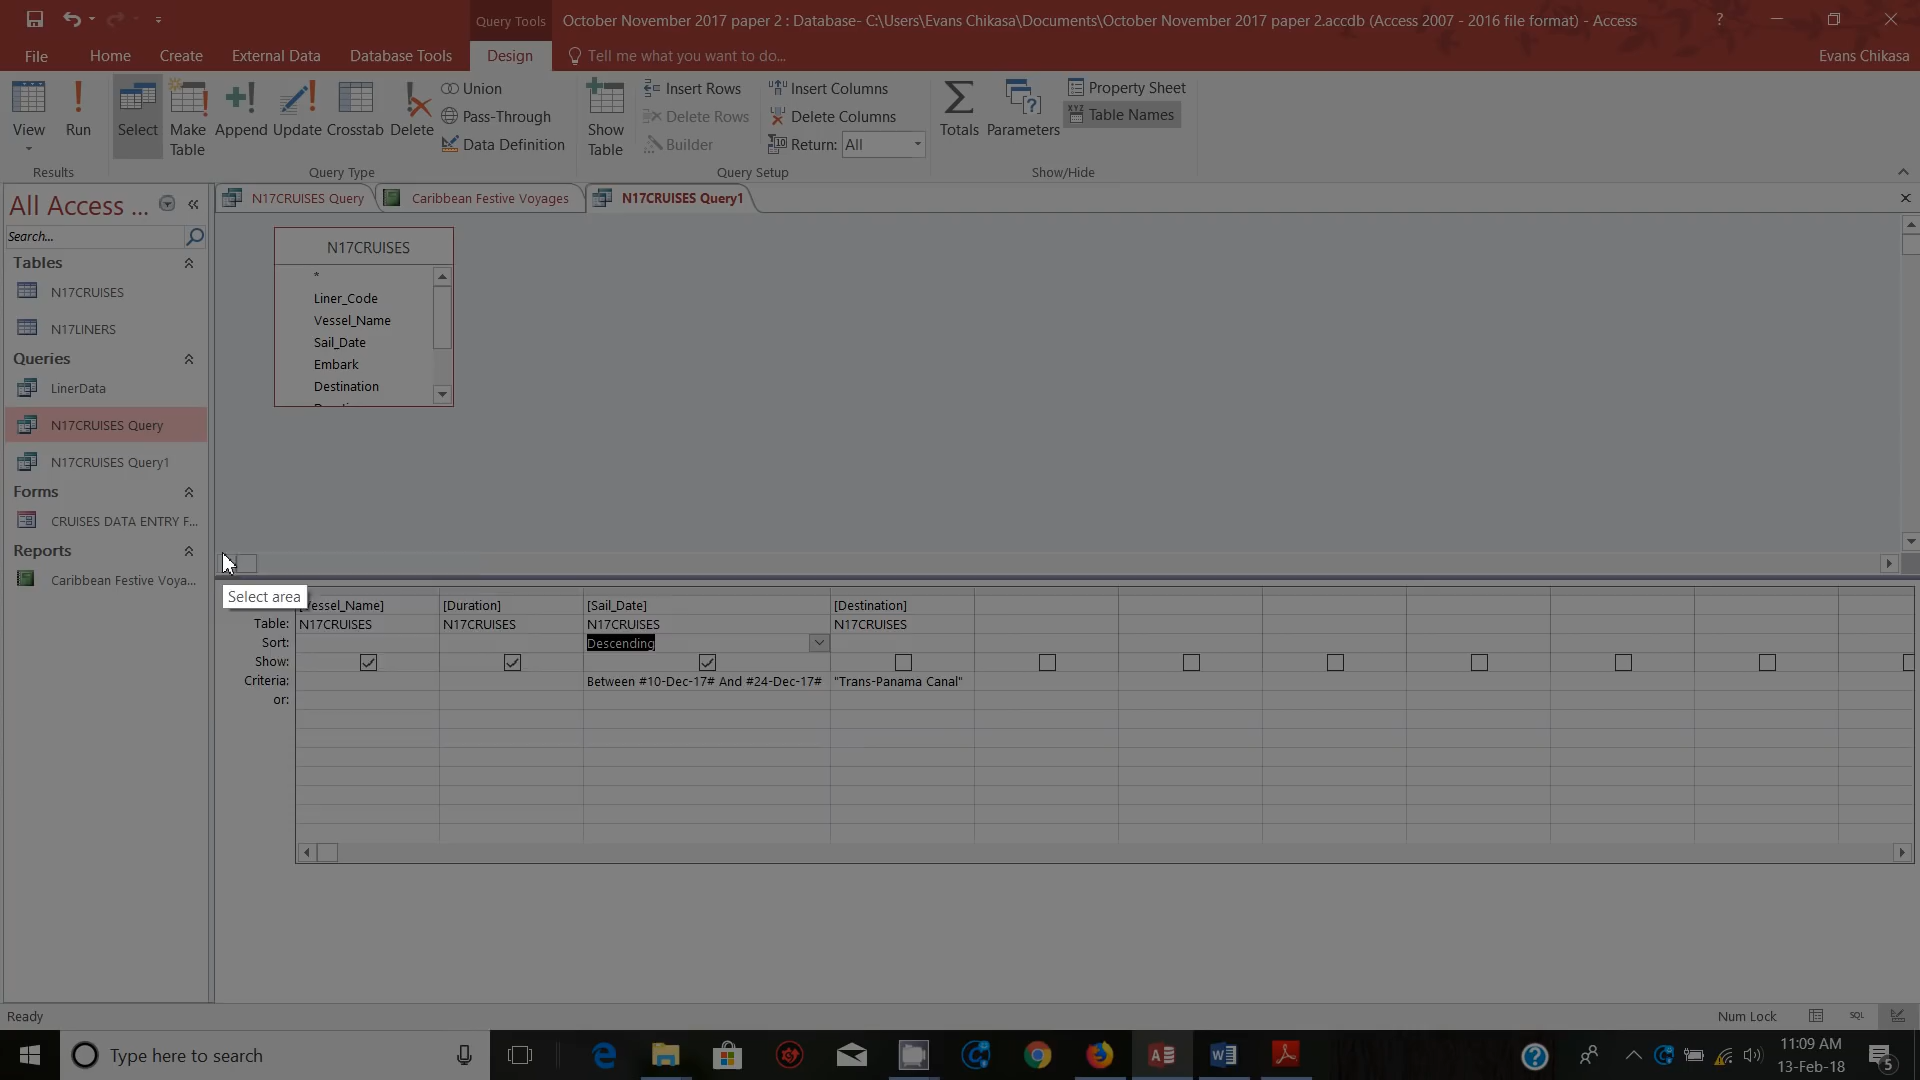 Query Tools
October November 2017 paper 2 : Database- C:\Users\Evans Chikasa\Documents\October November 2017 paper 2.accdb (Access 2007 - 2016 file format) - Access
?
File
Home
Create
External Data
Database Tools
Design
Tell me what you want to do...
Evans Chikasa
View
Run
Select
Make Table
Append
Update
Crosstab
Delete
Union
Pass-Through
Data Definition
Show Table
Insert Rows
Delete Rows
Builder
Insert Columns
Delete Columns
Return: All
Totals
Parameters
Property Sheet
Table Names
Results
Query Type
Query Setup
Show/Hide
All Access ...
Search...
Tables
N17CRUISES
N17LINERS
Queries
LinerData
N17CRUISES Query
N17CRUISES Query1
Forms
CRUISES DATA ENTRY F...
Reports
Caribbean Festive Voya...
N17CRUISES Query
Caribbean Festive Voyages
N17CRUISES Query1
N17CRUISES
*
Liner_Code
Vessel_Name
Sail_Date
Embark
Destination
Select area
[Duration] [Sail_Date] [Destination]
Table: N17CRUISES N17CRUISES N17CRUISES N17CRUISES
Sort: Descending
Show:
Criteria: Between #10-Dec-17# And #24-Dec-17# "Trans-Panama Canal"
or:
Ready
Num Lock
SQL
Type here to search
11:09 AM
13-Feb-18
5